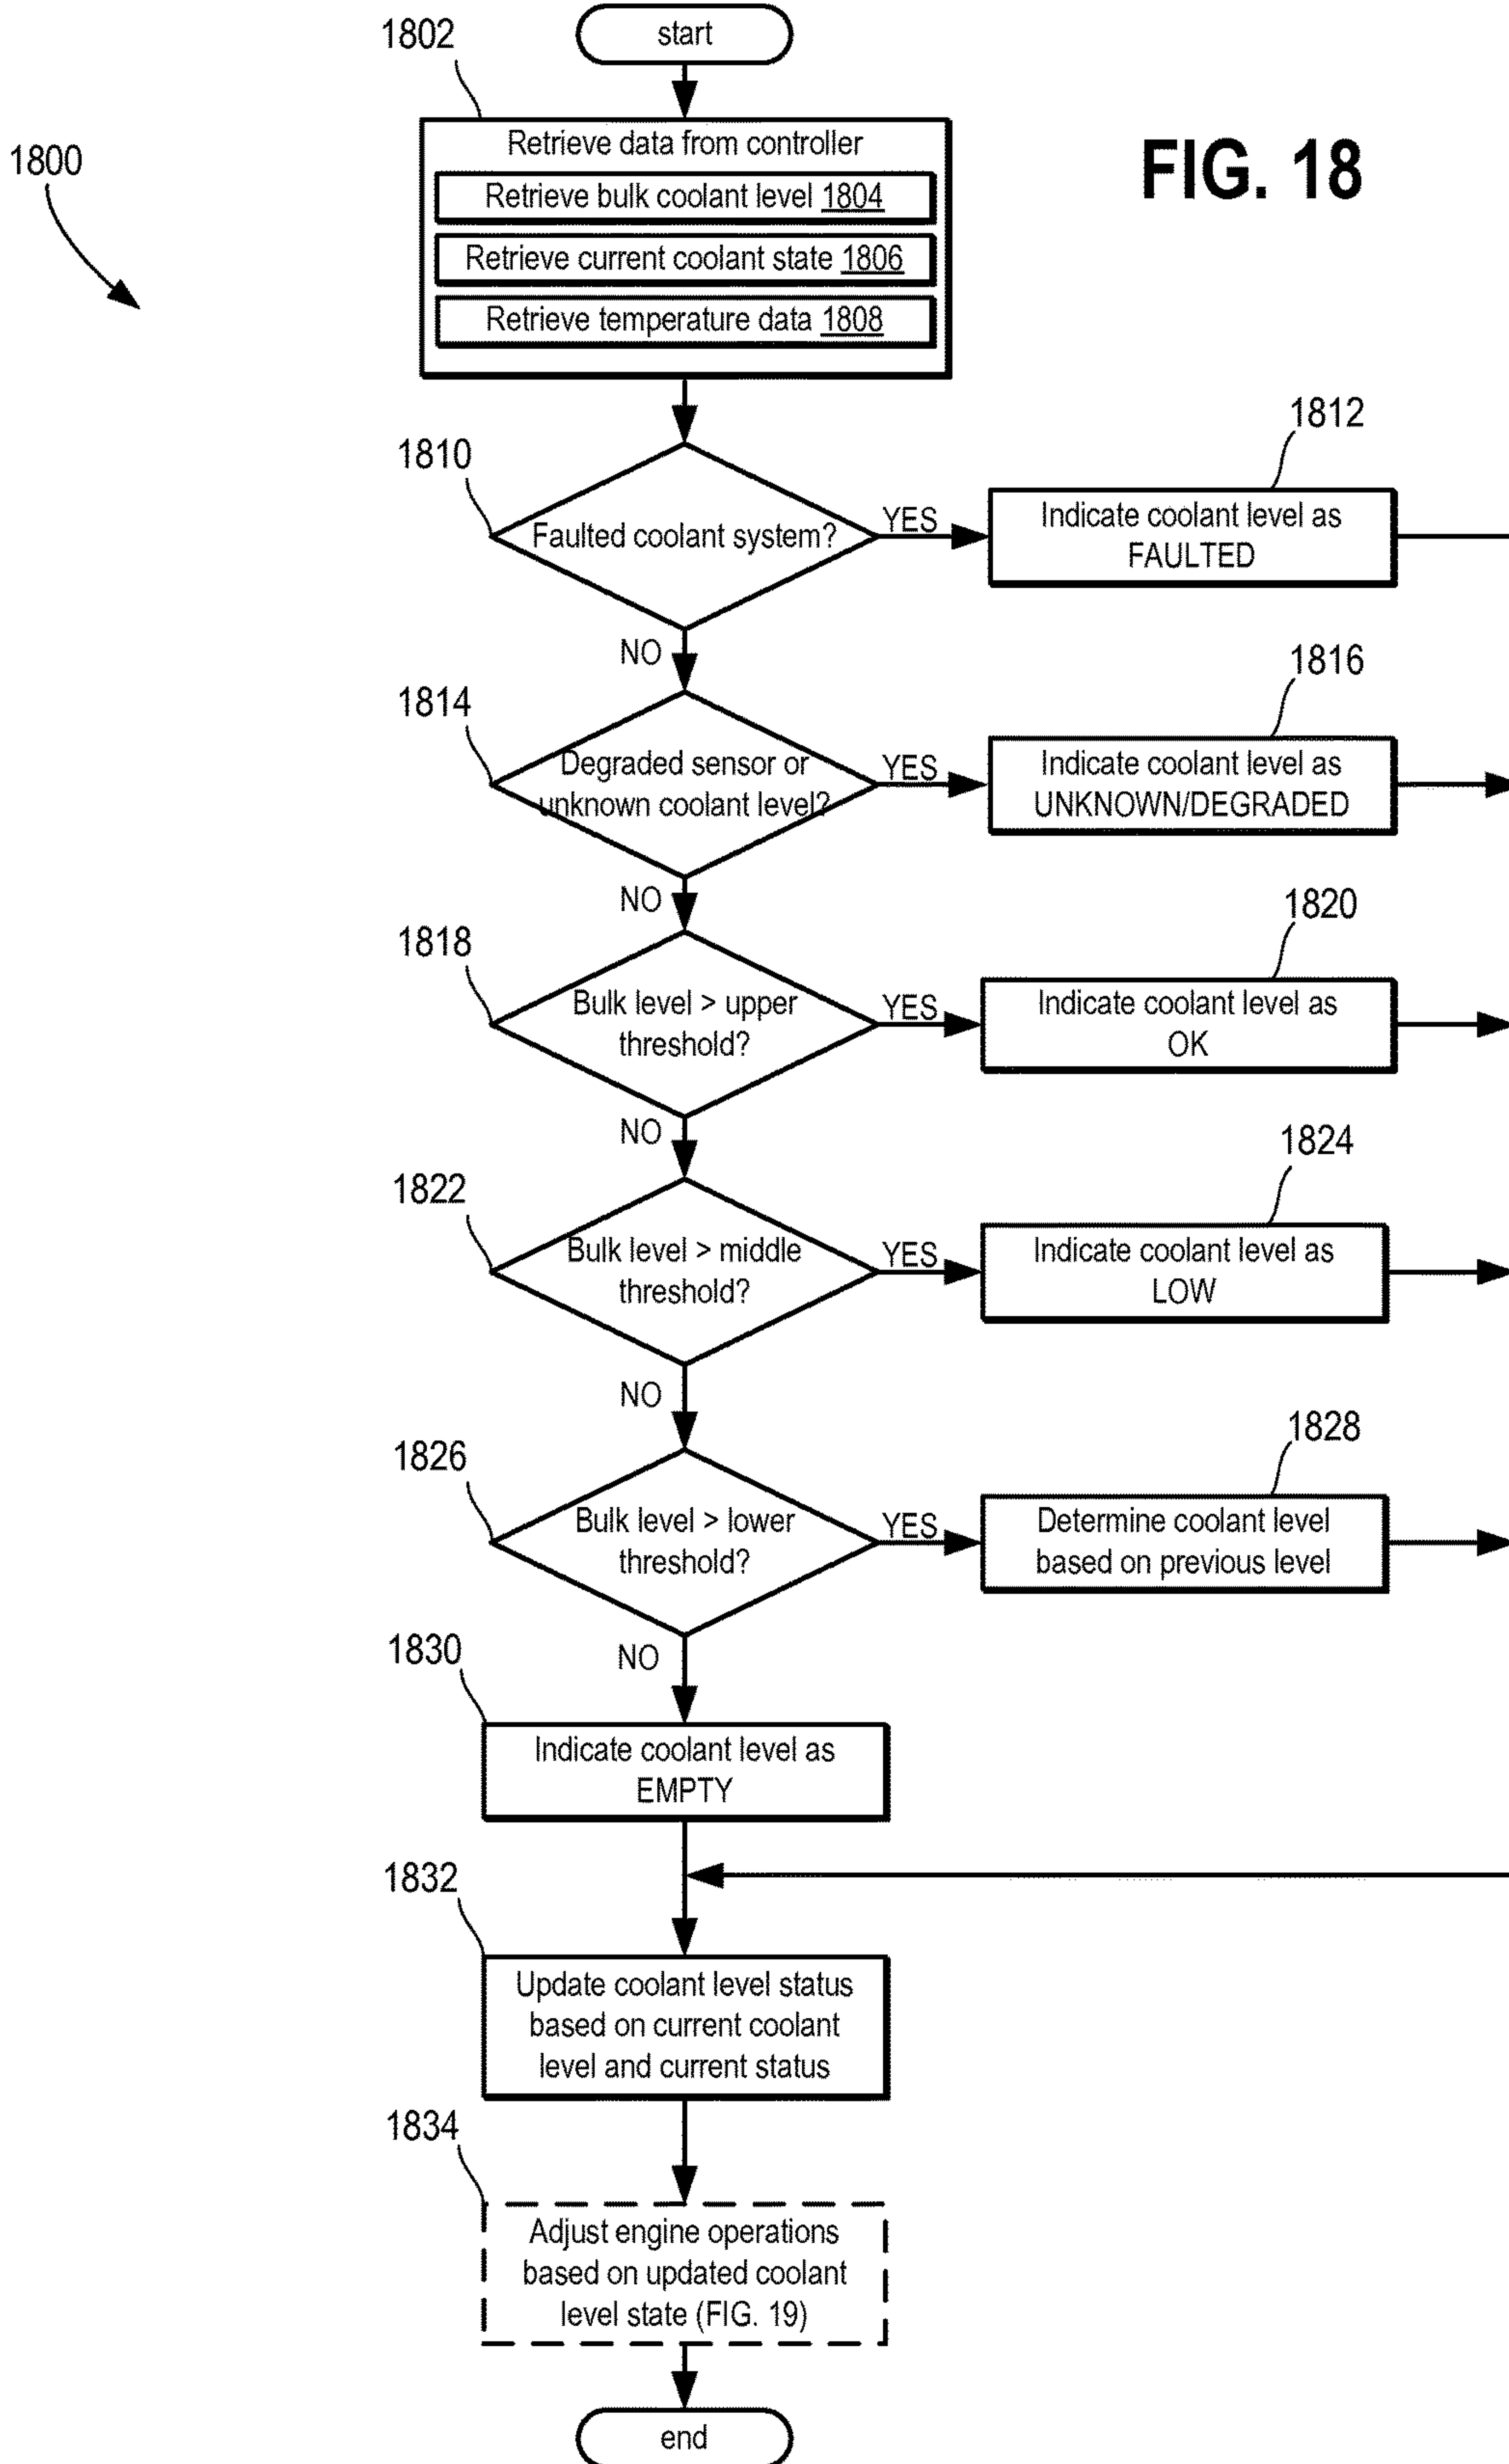 1802
start
1800
FIG. 18
Retrieve data from controller
Retrieve bulk coolant level 1804
Retrieve current coolant state 1806
Retrieve temperature data 1808
1810
Faulted coolant system?
YES
1812
Indicate coolant level as
FAULTED
NO
1814
Degraded sensor or
unknown coolant level?
YES
1816
Indicate coolant level as
UNKNOWN/DEGRADED
NO
1818
Bulk level > upper
threshold?
YES
1820
Indicate coolant level as
OK
NO
1822
Bulk level > middle
threshold?
YES
1824
Indicate coolant level as
LOW
NO
1826
Bulk level > lower
threshold?
YES
1828
Determine coolant level
based on previous level
NO
1830
Indicate coolant level as
EMPTY
1832
Update coolant level status
based on current coolant
level and current status
1834
Adjust engine operations
based on updated coolant
level state (FIG. 19)
end